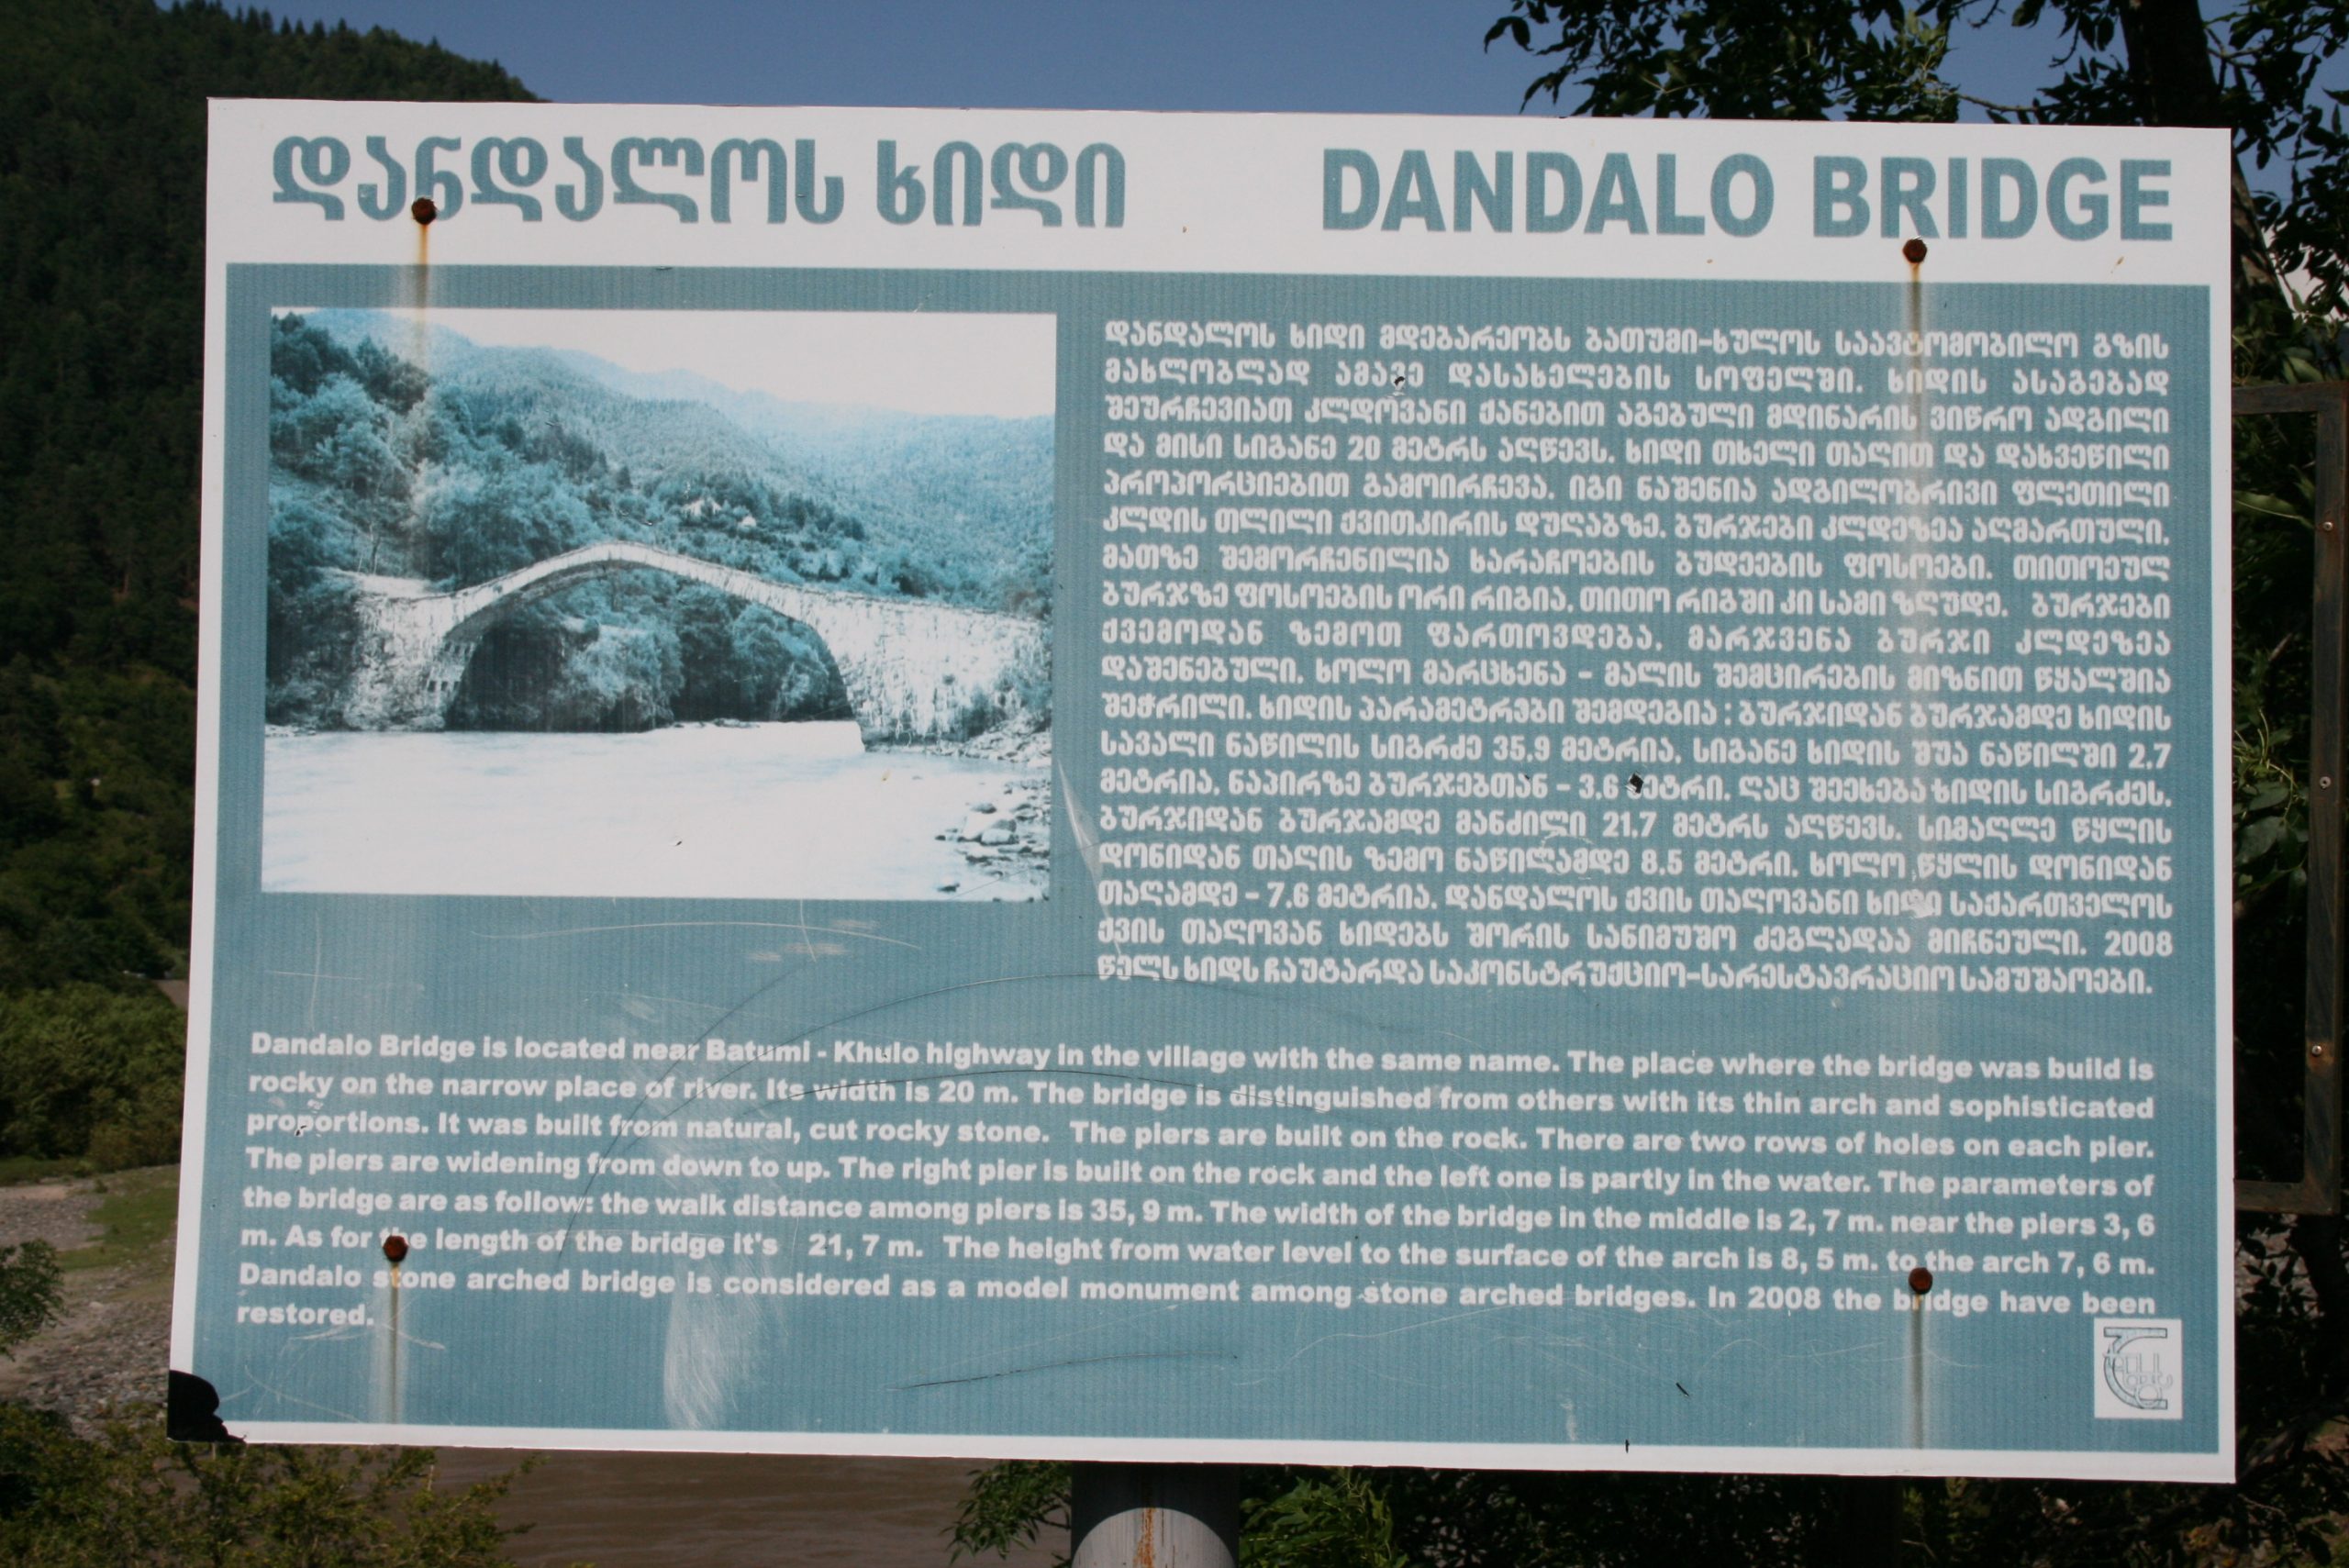 დანდალოს ხიდი
DANDALO BRIDGE
დანდალოს ხიდი მდებარეობს ბათუმი-ხულოს საავტომობილო გზის
მახლობლად ამავე დასახელების სოფელში. ხიდის ასაგებად
შეურჩევიათ კლდოვანი ქანებით აგებული მდინარის ვიწრო ადგილი
და მისი სიგანე 20 მეტრს აღწევს. ხიდი თხელი თაღით და დახვეწილი
პროპორციებით გამოირჩევა. იგი ნაშენია ადგილობრივი ფლეთილი
კლდის თლილი ქვითკირის დუღაბზე. ბურჯები კლდეზეა აღმართული.
მათზე შემორჩენილია ხარაჩოების ბუდეების ფოსოები. თითოეულ
ბურჯზე ფოსოების ორი რიგია. თითო რიგში კი სამი ზღუდე. ბურჯები
ქვემოდან ზემოთ ფართოვდება. მარჯვენა ბურჯი კლდეზეა
დაშენებული. ხოლო მარცხენა - მალის შემცირების მიზნით წყალშია
შეჭრილი. ხიდის პარამეტრები შემდეგია : ბურჯიდან ბურჯამდე ხიდის
სავალი ნაწილის სიგრძე 35.9 მეტრია. სიგანე ხიდის შუა ნაწილში 2.7
მეტრია. ნაპირზე ბურჯებთან - 3.6 მეტრი. რაც შეეხება ხიდის სიგრძეს.
ბურჯიდან ბურჯამდე მანძილი 21.7 მეტრს აღწევს. სიმაღლე წყლის
დონიდან თაღის ზემო ნაწილამდე 8.5 მეტრი. ხოლო წყლის დონიდან
თაღამდე - 7.6 მეტრია. დანდალოს ქვის თაღოვანი ხიდი საქართველოს
ქვის თაღოვან ხიდებს შორის სანიმუშო ძეგლადაა მიჩნეული. 2008
წელს ხიდს ჩაუტარდა საკონსტრუქციო-სარესტავრაციო სამუშაოები.
Dandalo Bridge is located near Batumi - Khulo highway in the village with the same name. The place where the bridge was build is
rocky on the narrow place of river. Its width is 20 m. The bridge is distinguished from others with its thin arch and sophisticated
proportions. It was built from natural, cut rocky stone. The piers are built on the rock. There are two rows of holes on each pier.
The piers are widening from down to up. The right pier is built on the rock and the left one is partly in the water. The parameters of
the bridge are as follow: the walk distance among piers is 35, 9 m. The width of the bridge in the middle is 2, 7 m. near the piers 3, 6
m. As for the length of the bridge it's 21, 7 m. The height from water level to the surface of the arch is 8, 5 m. to the arch 7, 6 m.
Dandalo stone arched bridge is considered as a model monument among stone arched bridges. In 2008 the bridge have been
restored.